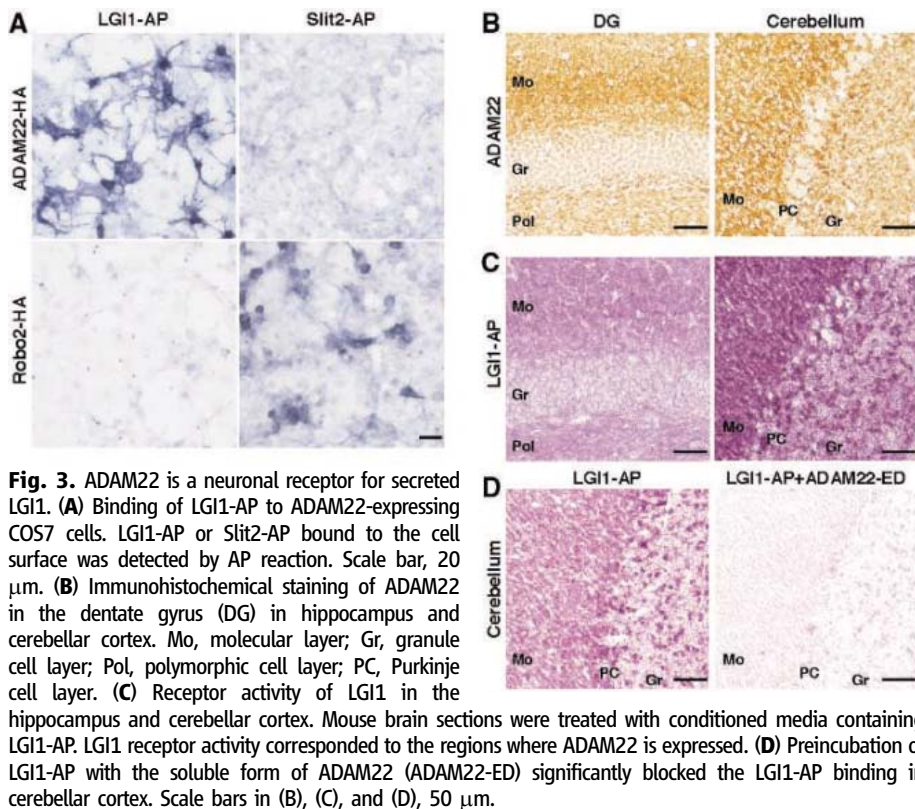 A
LGI1-AP
Slit2-AP
ADAM22-HA
Robo2-HA
B
DG
Cerebellum
ADAM22
Mo
Gr
Pol
Mo
PC
Gr
C
LGI1-AP
Mo
Gr
Pol
Mo
PC
Gr
D
LGI1-AP
LGI1-AP+ADAM22-ED
Cerebellum
Mo
PC
Gr
Mo
PC
Gr
Fig. 3. ADAM22 is a neuronal receptor for secreted
LGI1. (A) Binding of LGI1-AP to ADAM22-expressing
COS7 cells. LGI1-AP or Slit2-AP bound to the cell
surface was detected by AP reaction. Scale bar, 20
μm. (B) Immunohistochemical staining of ADAM22
in the dentate gyrus (DG) in hippocampus and
cerebellar cortex. Mo, molecular layer; Gr, granule
cell layer; Pol, polymorphic cell layer; PC, Purkinje
cell layer. (C) Receptor activity of LGI1 in the
hippocampus and cerebellar cortex. Mouse brain sections were treated with conditioned media containing
LGI1-AP. LGI1 receptor activity corresponded to the regions where ADAM22 is expressed. (D) Preincubation
LGI1-AP with the soluble form of ADAM22 (ADAM22-ED) significantly blocked the LGI1-AP binding
cerebellar cortex. Scale bars in (B), (C), and (D), 50 μm.